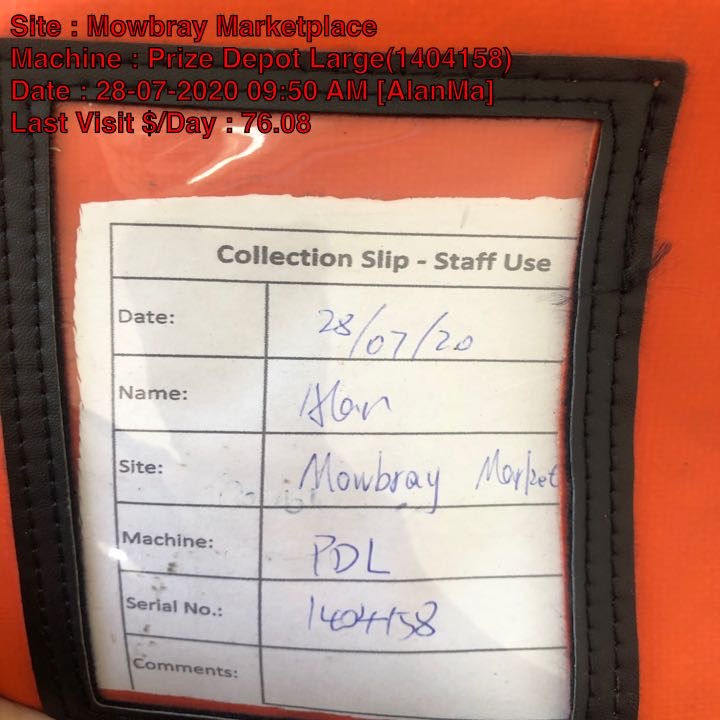 Site : Mowbray Marketplace
Machine : Prize Depot Large(1404158)
Date : 28-07-2020 09:50 AM [AlanMa]
Last Visit $/Day : 76.08
Collection Slip - Staff Use
Date: 28/07/20
Name: Alan
Site: Mowbray Market
Machine: PDL
Serial No.: 1404158
Comments: